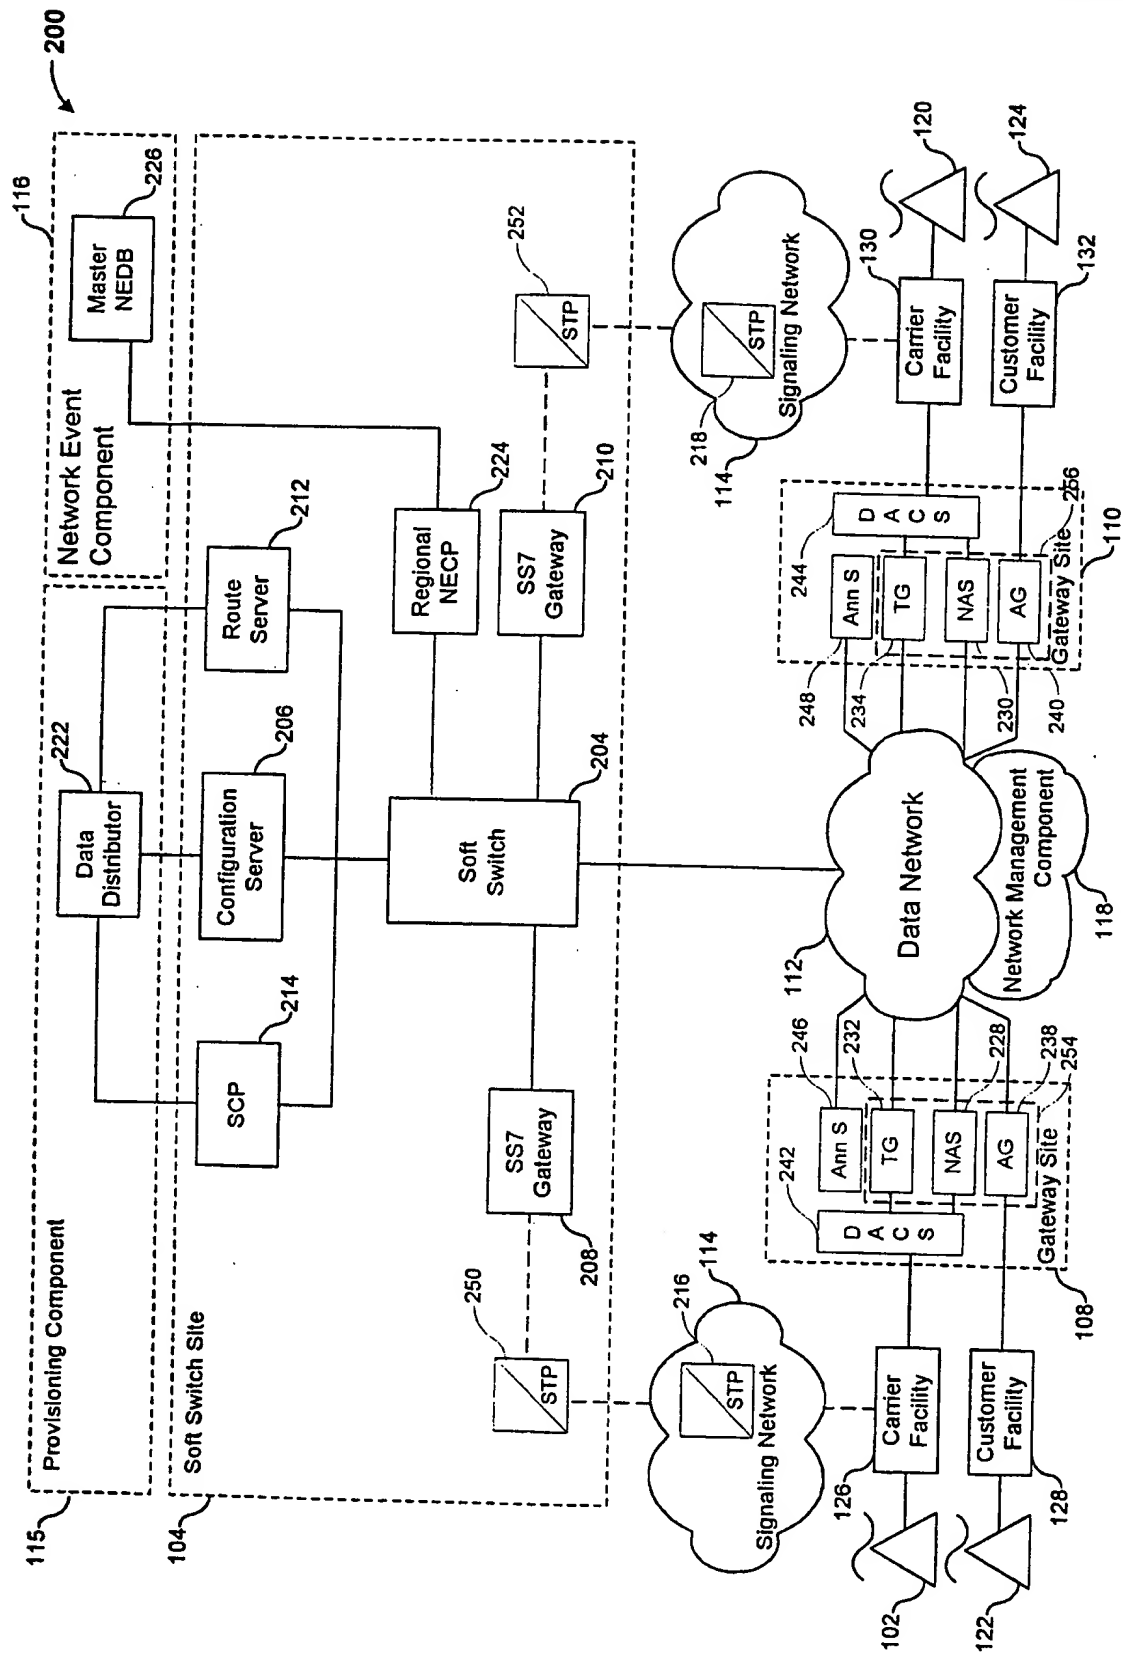 200
115
Provisioning Component
222
Data
Distributor
116
Network Event
Component
Master
NEDB
226
104
Soft Switch Site
SCP
214
Configuration
Server
206
Route
Server
212
Soft
Switch
204
Regional
NECP
224
SS7
Gateway
208
SS7
Gateway
210
250
STP
252
STP
114
216
STP
Signaling Network
218
114
STP
Signaling Network
112
Data Network
Network Management
Component
118
242
D
A
C
S
246
Ann S
232
TG
228
NAS
238
AG
254
Gateway Site
108
244
D
A
C
S
248
Ann S
234
TG
230
NAS
240
AG
256
Gateway Site
110
126
Carrier
Facility
102
128
Customer
Facility
122
130
Carrier
Facility
120
132
Customer
Facility
124